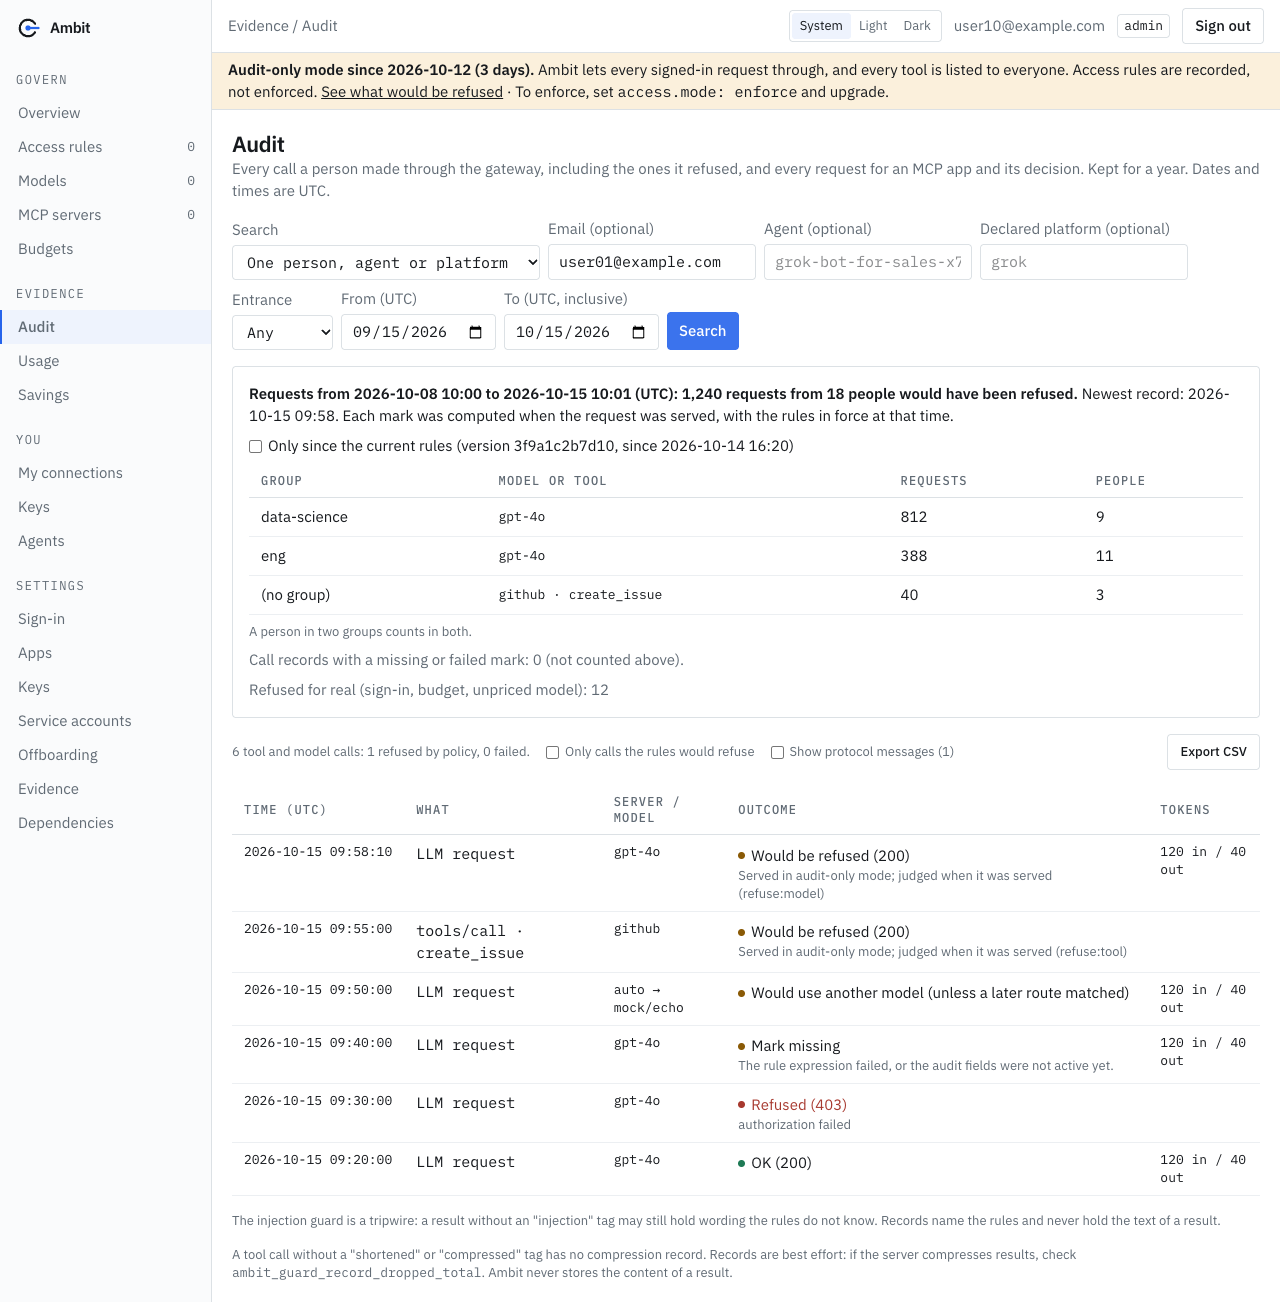 Ambit
GOVERN
Overview
Access rules 0
Models 0
MCP servers 0
Budgets
EVIDENCE
Audit
Usage
Savings
YOU
My connections
Keys
Agents
SETTINGS
Sign-in
Apps
Keys
Service accounts
Offboarding
Evidence
Dependencies
Evidence / Audit
System Light Dark user10@example.com admin Sign out
Audit-only mode since 2026-10-12 (3 days). Ambit lets every signed-in request through, and every tool is listed to everyone. Access rules are recorded,
not enforced. See what would be refused · To enforce, set access.mode: enforce and upgrade.
Audit
Every call a person made through the gateway, including the ones it refused, and every request for an MCP app and its decision. Kept for a year. Dates and
times are UTC.
Search Email (optional) Agent (optional) Declared platform (optional)
One person, agent or platform user01@example.com grok-bot-for-sales-x7 grok
Entrance From (UTC) To (UTC, inclusive)
Any 09/15/2026 10/15/2026 Search
Requests from 2026-10-08 10:00 to 2026-10-15 10:01 (UTC): 1,240 requests from 18 people would have been refused. Newest record: 2026-
10-15 09:58. Each mark was computed when the request was served, with the rules in force at that time.
Only since the current rules (version 3f9a1c2b7d10, since 2026-10-14 16:20)
GROUP MODEL OR TOOL REQUESTS PEOPLE
data-science gpt-4o 812 9
eng gpt-4o 388 11
(no group) github · create_issue 40 3
A person in two groups counts in both.
Call records with a missing or failed mark: 0 (not counted above).
Refused for real (sign-in, budget, unpriced model): 12
6 tool and model calls: 1 refused by policy, 0 failed. Only calls the rules would refuse Show protocol messages (1) Export CSV
TIME (UTC) WHAT SERVER / MODEL OUTCOME TOKENS
2026-10-15 09:58:10 LLM request gpt-4o Would be refused (200) 120 in / 40 out
Served in audit-only mode; judged when it was served
(refuse:model)
2026-10-15 09:55:00 tools/call · create_issue github Would be refused (200)
Served in audit-only mode; judged when it was served (refuse:tool)
2026-10-15 09:50:00 LLM request auto → mock/echo Would use another model (unless a later route matched) 120 in / 40 out
2026-10-15 09:40:00 LLM request gpt-4o Mark missing 120 in / 40 out
The rule expression failed, or the audit fields were not active yet.
2026-10-15 09:30:00 LLM request gpt-4o Refused (403)
authorization failed
2026-10-15 09:20:00 LLM request gpt-4o OK (200) 120 in / 40 out
The injection guard is a tripwire: a result without an "injection" tag may still hold wording the rules do not know. Records name the rules and never hold the text of a result.
A tool call without a "shortened" or "compressed" tag has no compression record. Records are best effort: if the server compresses results, check
ambit_guard_record_dropped_total. Ambit never stores the content of a result.